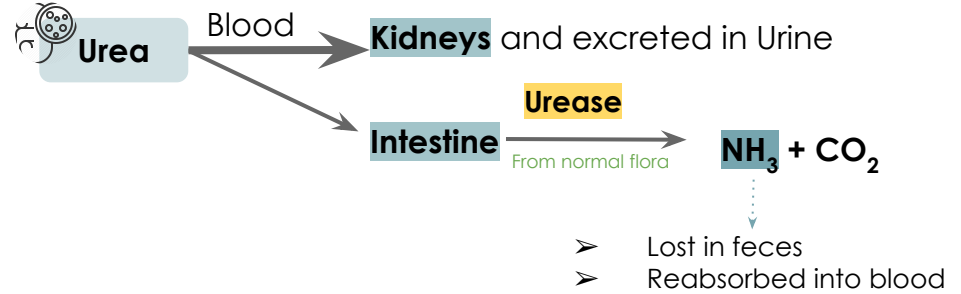 Blood
Urea
Kidneys and excreted in Urine
Urease
Intestine
From normal flora
NH₃ + CO₂
➢ Lost in feces
➢ Reabsorbed into blood